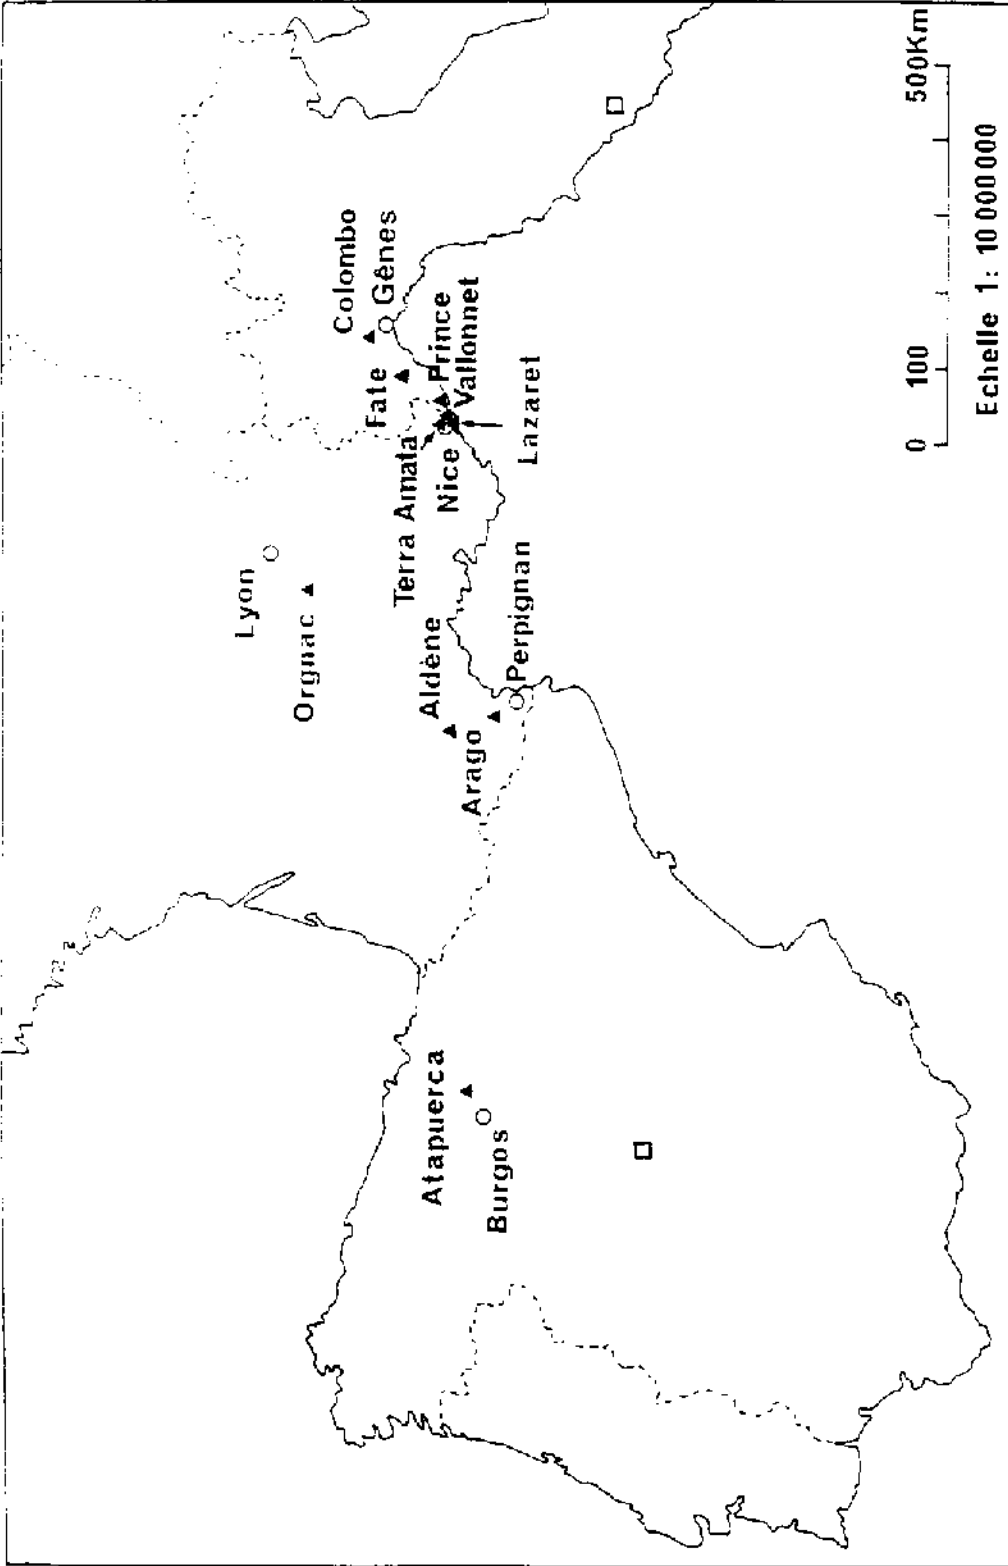 Lyon
Orgnac
Colombo
Gênes
Fate
Prince
Vallonnet
Terra Amata
Nice
Lazaret
Aldène
Arago
Perpignan
Atapuerca
Burgos
0 100 500Km
Echelle 1: 10 000 000